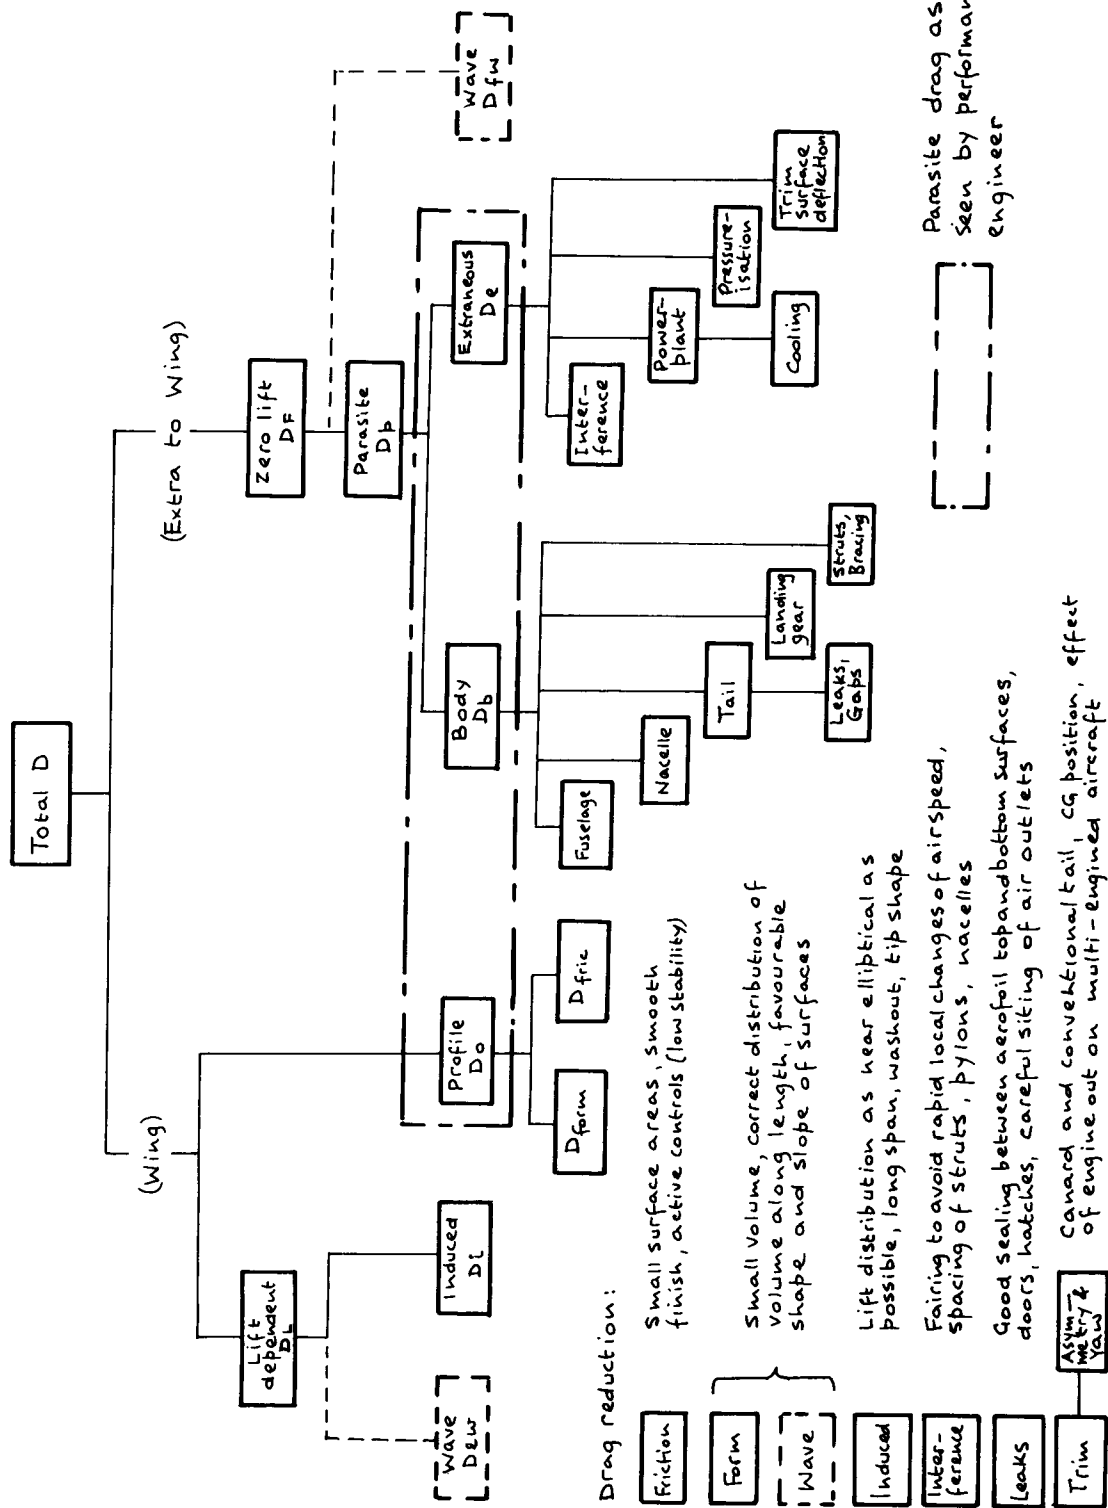 Total D
(Wing)
(Extra to Wing)
Lift
dependent
DL
Zero lift
DF
Parasite
Dp
Wave
Induced
Di
Profile
Do
Body
Db
Extraneous
De
Wave
Dfw
Dform
Dfric
Fuselage
Nacelle
Tail
Leaks,
Gaps
Landing
gear
Struts,
Bracing
Inter-
ference
Power-
plant
Cooling
Pressure-
isation
Trim
surface
deflection
Drag reduction:
Friction
Small surface areas, smooth
finish, active controls (low stability)
Form
Wave
Small volume, correct distribution of
volume along length, favourable
shape and slope of surfaces
Induced
Lift distribution as near elliptical as
possible, long span, washout, tip shape
Inter-
ference
Fairing to avoid rapid local changes of airspeed,
spacing of struts, pylons, nacelles
Leaks
Good sealing between aerofoil top and bottom surfaces,
doors, hatches, careful siting of air outlets
Trim
Asym-
metry &
Yaw
Canard and conventional tail, CG position, effect
of engine out on multi-engined aircraft
Parasite drag as
seen by performan
engineer